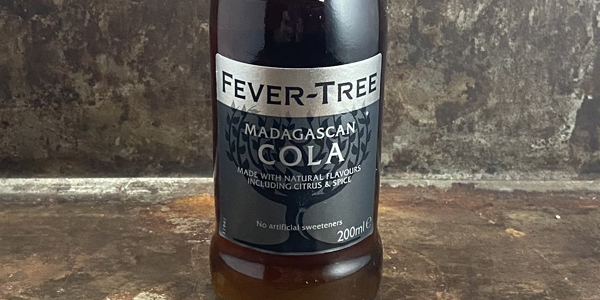 FEVER-TREE
MADAGASCAN
COLA
MADE WITH NATURAL FLAVOURS
INCLUDING CITRUS & SPICE
No artificial sweeteners
200ml e